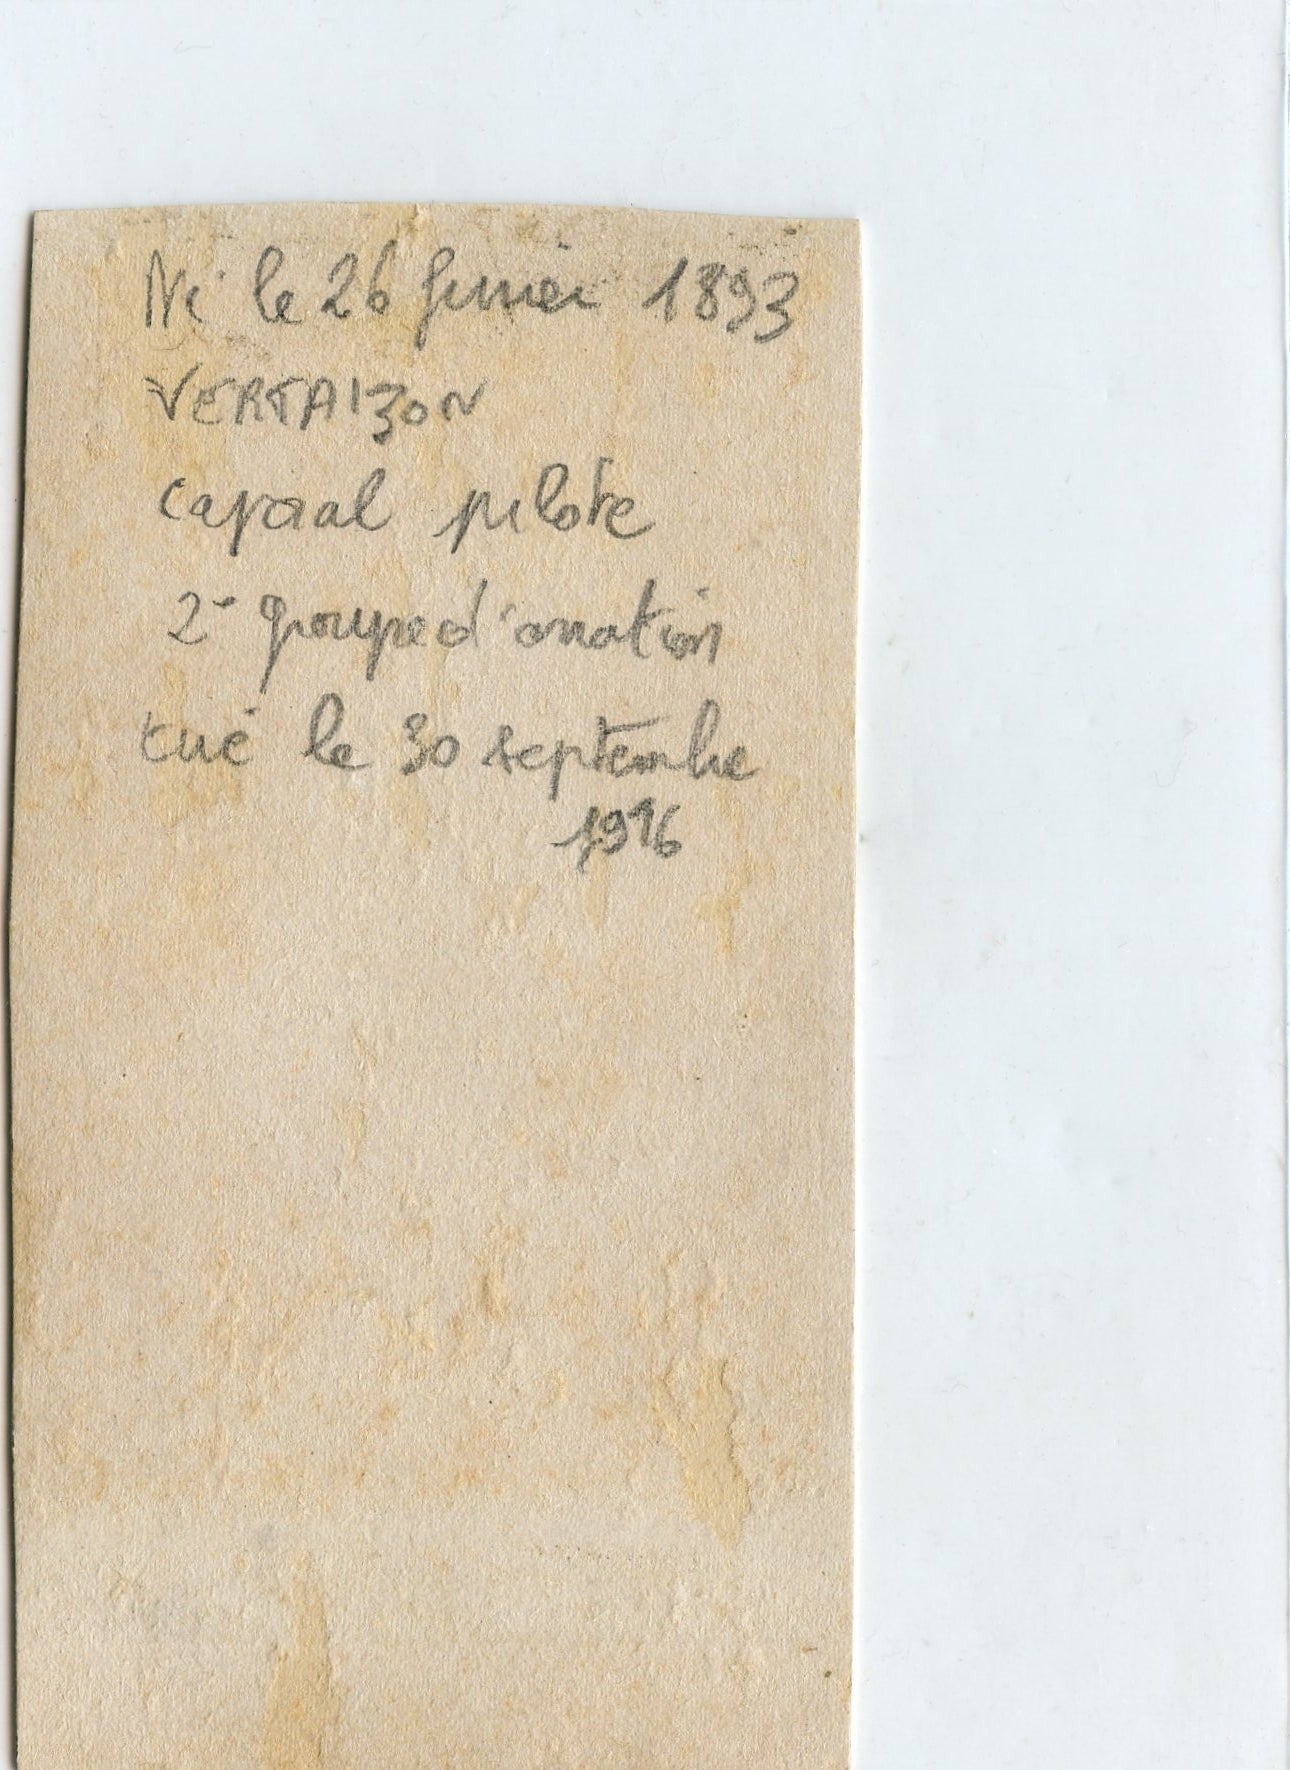 Né le 26 février 1893
VERTAIZON
caporal pilote
2e groupe d'aviation
tué le 30 septembre
1916